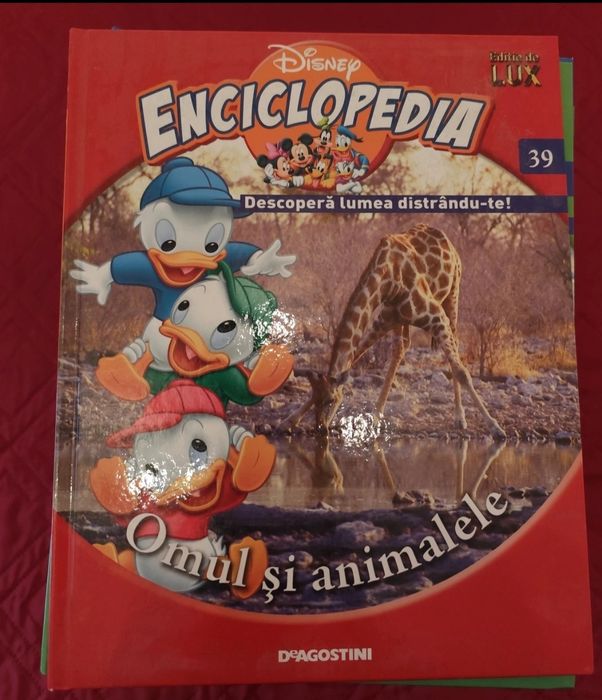 Disney
Ediție de
LUX
ENCICLOPEDIA
39
Descoperă lumea distrându-te!
Omul și animalele
DeAGOSTINI